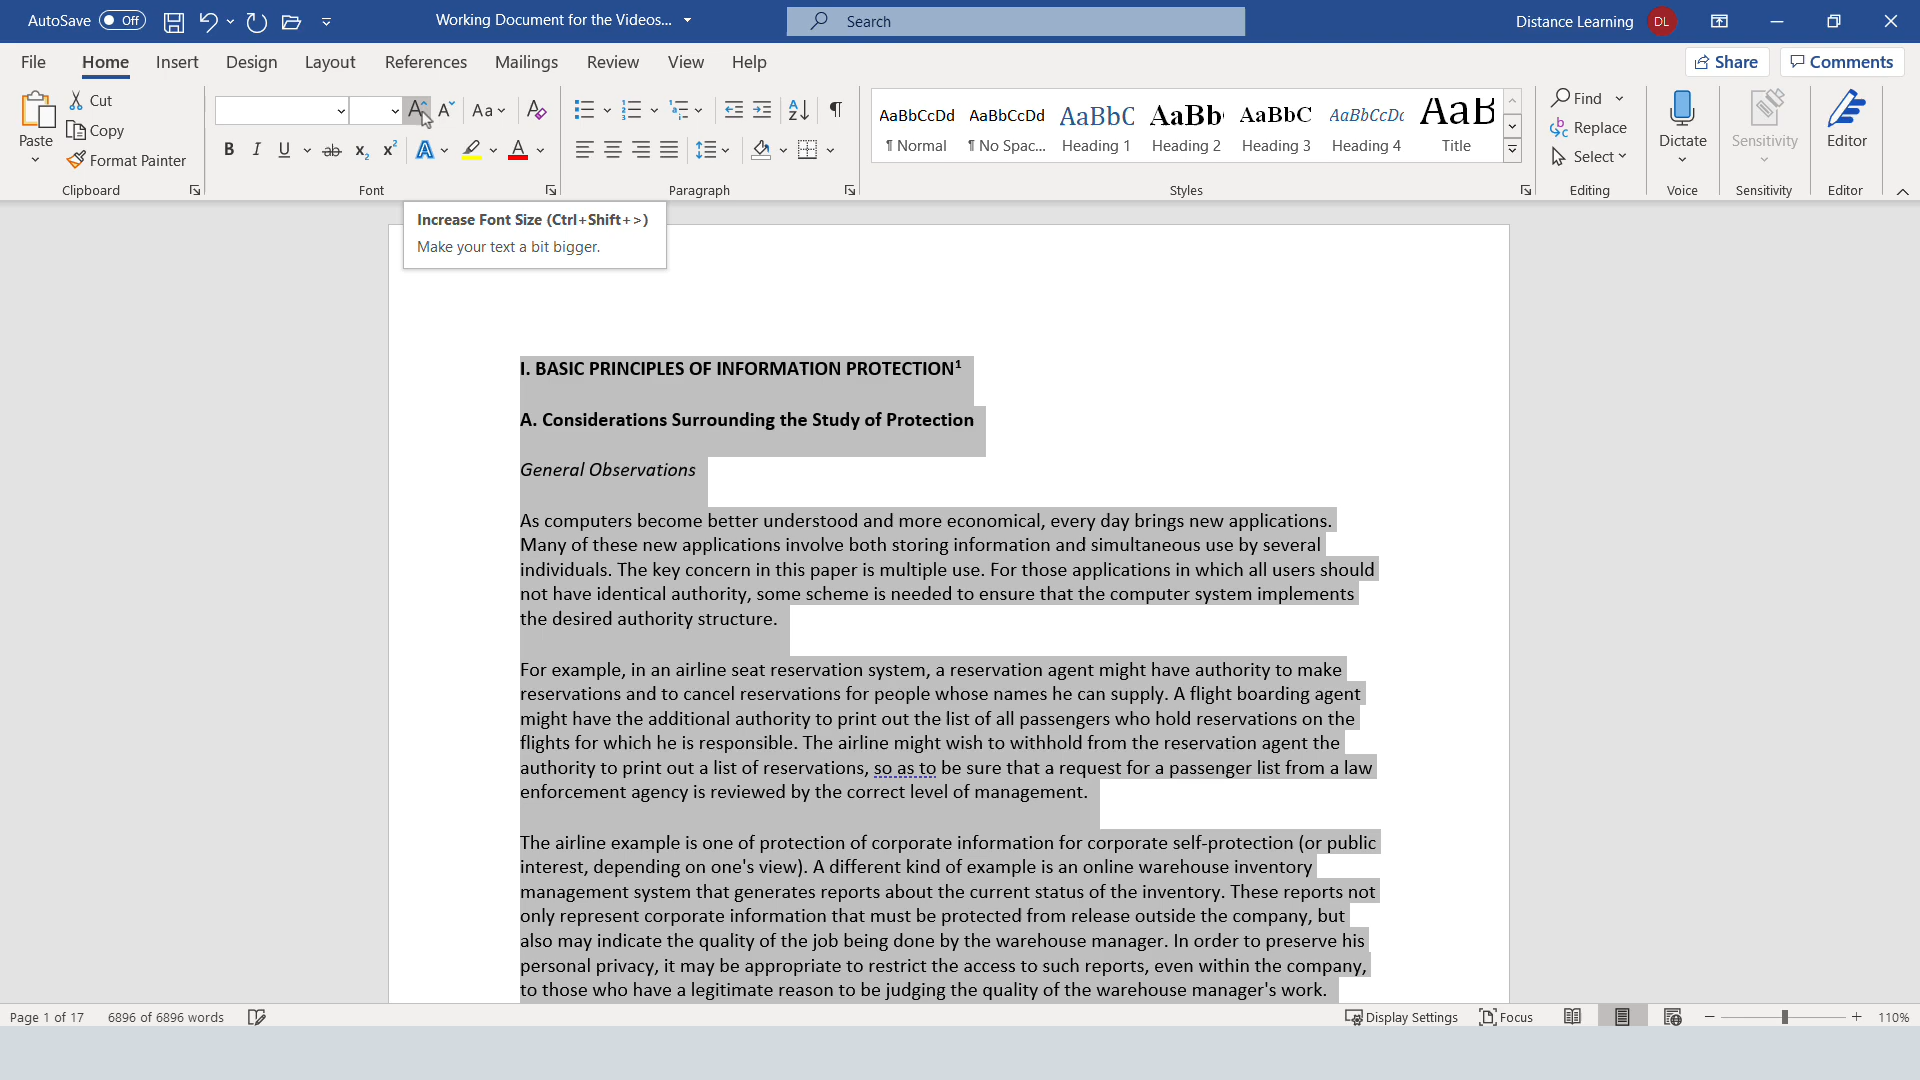 AutoSave Off Working Document for the Videos... Search Distance Learning DL
File Home Insert Design Layout References Mailings Review View Help Share Comments
Paste Cut Copy Format Painter Clipboard
Aa B I U ab x2 x2 A A Font
Paragraph
AaBbCcDd AaBbCcDd AaBbC AaBb AaBbC AaBbCcDc AaB
¶ Normal ¶ No Spac... Heading 1 Heading 2 Heading 3 Heading 4 Title
Styles
Find Replace Select Editing
Dictate Voice
Sensitivity Sensitivity
Editor Editor
Increase Font Size (Ctrl+Shift+>)
Make your text a bit bigger.
I. BASIC PRINCIPLES OF INFORMATION PROTECTION¹
A. Considerations Surrounding the Study of Protection
General Observations
As computers become better understood and more economical, every day brings new applications.
Many of these new applications involve both storing information and simultaneous use by several
individuals. The key concern in this paper is multiple use. For those applications in which all users should
not have identical authority, some scheme is needed to ensure that the computer system implements
the desired authority structure.
For example, in an airline seat reservation system, a reservation agent might have authority to make
reservations and to cancel reservations for people whose names he can supply. A flight boarding agent
might have the additional authority to print out the list of all passengers who hold reservations on the
flights for which he is responsible. The airline might wish to withhold from the reservation agent the
authority to print out a list of reservations, so as to be sure that a request for a passenger list from a law
enforcement agency is reviewed by the correct level of management.
The airline example is one of protection of corporate information for corporate self-protection (or public
interest, depending on one's view). A different kind of example is an online warehouse inventory
management system that generates reports about the current status of the inventory. These reports not
only represent corporate information that must be protected from release outside the company, but
also may indicate the quality of the job being done by the warehouse manager. In order to preserve his
personal privacy, it may be appropriate to restrict the access to such reports, even within the company,
to those who have a legitimate reason to be judging the quality of the warehouse manager's work.
Page 1 of 17 6896 of 6896 words Display Settings Focus 110%